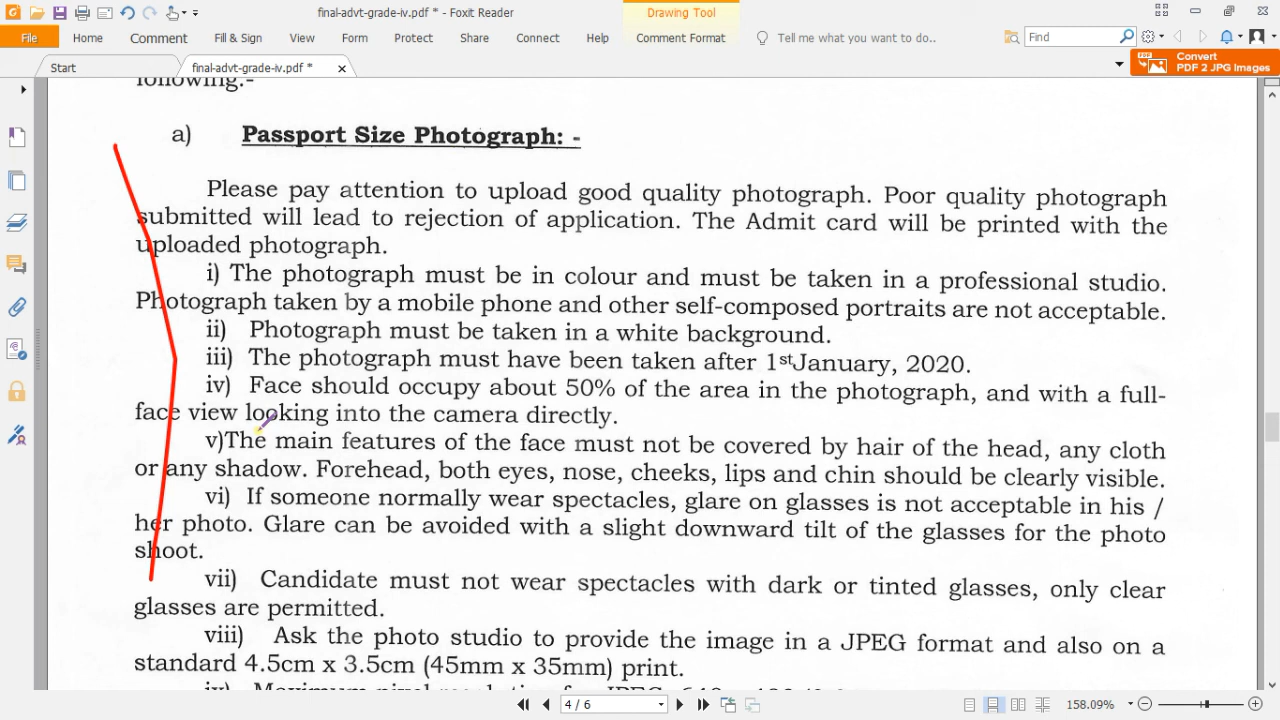 final-advt-grade-iv.pdf * - Foxit Reader
Drawing Tool
File
Home
Comment
Fill & Sign
View
Form
Protect
Share
Connect
Help
Comment Format
Tell me what you want to do..
Find
Start
final-advt-grade-iv.pdf *
Convert
PDF 2 JPG Images
following:-
a) Passport Size Photograph: -
Please pay attention to upload good quality photograph. Poor quality photograph
submitted will lead to rejection of application. The Admit card will be printed with the
uploaded photograph.
i) The photograph must be in colour and must be taken in a professional studio.
Photograph taken by a mobile phone and other self-composed portraits are not acceptable.
ii) Photograph must be taken in a white background.
iii) The photograph must have been taken after 1stJanuary, 2020.
iv) Face should occupy about 50% of the area in the photograph, and with a full-
face view looking into the camera directly.
v)The main features of the face must not be covered by hair of the head, any cloth
or any shadow. Forehead, both eyes, nose, cheeks, lips and chin should be clearly visible.
vi) If someone normally wear spectacles, glare on glasses is not acceptable in his /
her photo. Glare can be avoided with a slight downward tilt of the glasses for the photo
shoot.
vii) Candidate must not wear spectacles with dark or tinted glasses, only clear
glasses are permitted.
viii) Ask the photo studio to provide the image in a JPEG format and also on a
standard 4.5cm x 3.5cm (45mm x 35mm) print.
4 / 6
158.09%